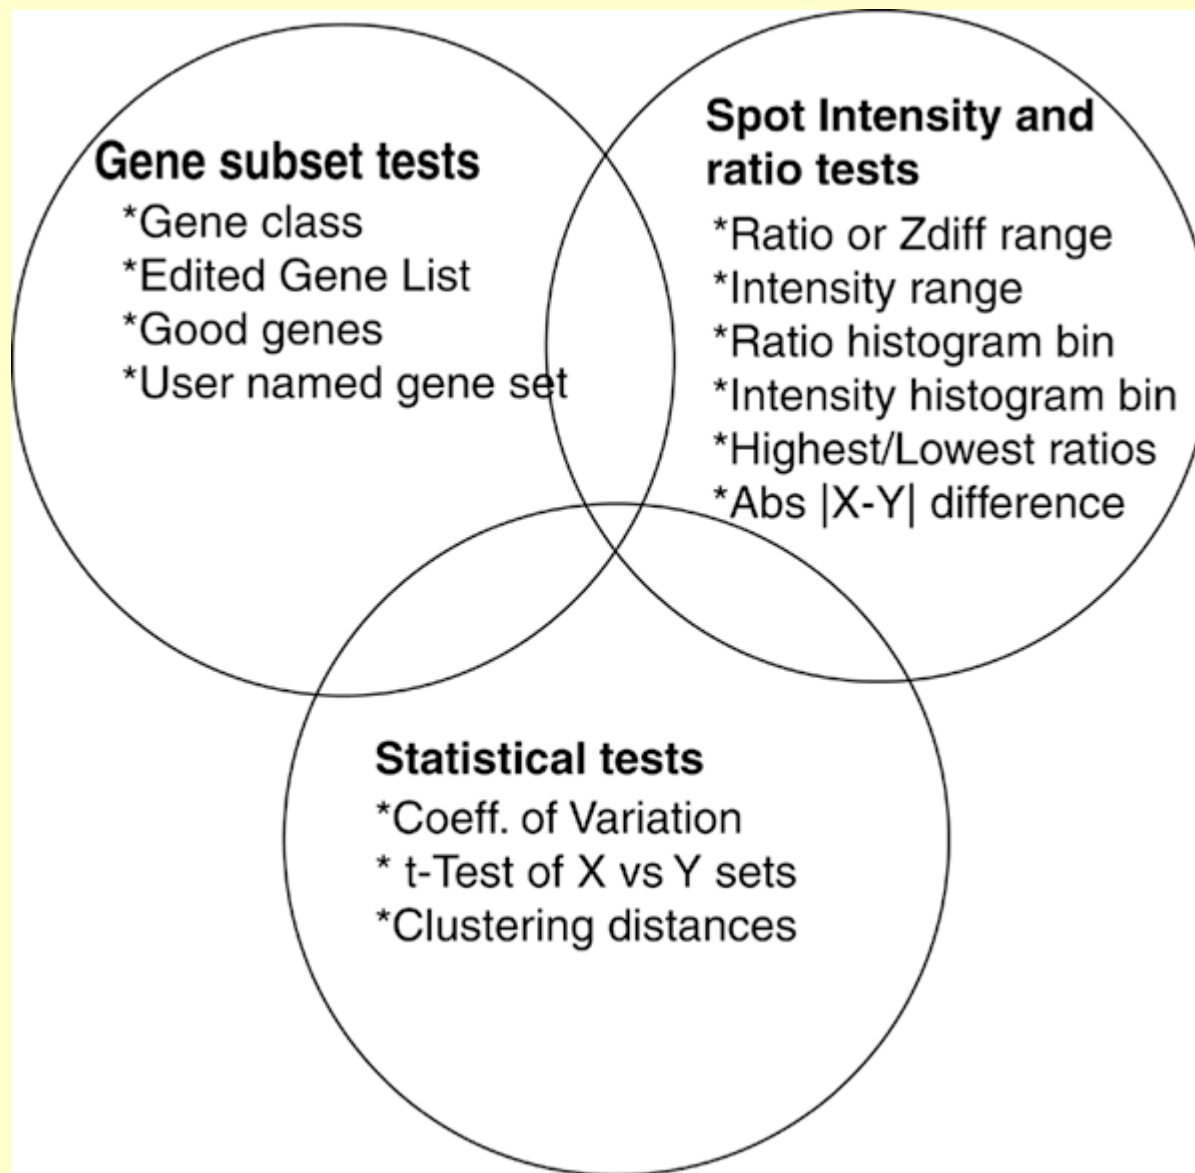 Gene subset tests
*Gene class
*Edited Gene List
*Good genes
*User named gene set
Spot Intensity and
ratio tests
*Ratio or Zdiff range
*Intensity range
*Ratio histogram bin
*Intensity histogram bin
*Highest/Lowest ratios
*Abs |X-Y| difference
Statistical tests
*Coeff. of Variation
* t-Test of X vs Y sets
*Clustering distances